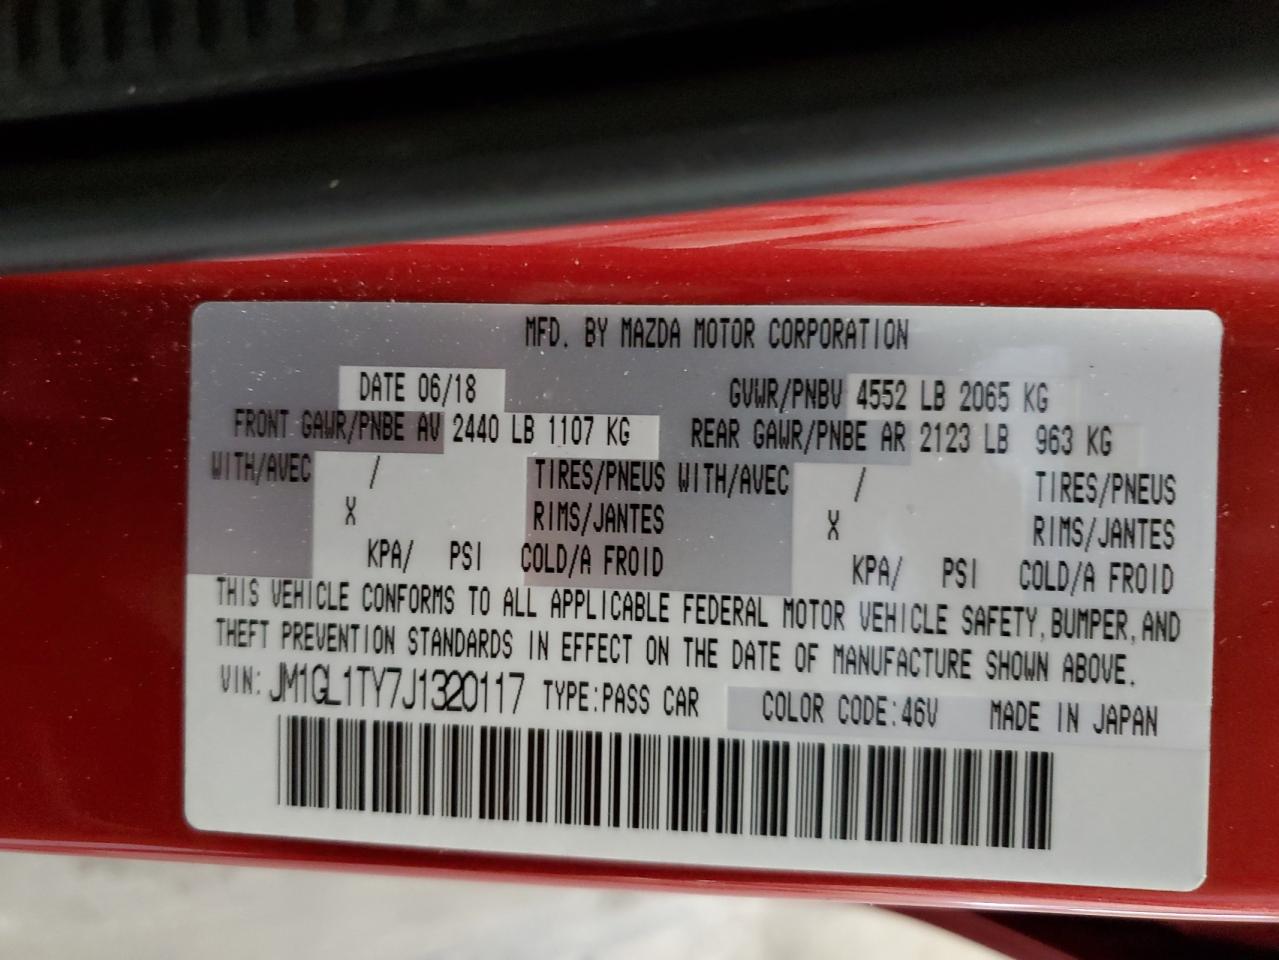 MFD. BY MAZDA MOTOR CORPORATION
DATE 06/18 GVWR/PNBV 4552 LB 2065 KG
FRONT GAWR/PNBE AV 2440 LB 1107 KG REAR GAWR/PNBE AR 2123 LB 963 KG
WITH/AVEC / TIRES/PNEUS WITH/AVEC / TIRES/PNEUS
X RIMS/JANTES X RIMS/JANTES
KPA/ PSI COLD/A FROID KPA/ PSI COLD/A FROID
THIS VEHICLE CONFORMS TO ALL APPLICABLE FEDERAL MOTOR VEHICLE SAFETY, BUMPER, AND
THEFT PREVENTION STANDARDS IN EFFECT ON THE DATE OF MANUFACTURE SHOWN ABOVE.
VIN: JM1GL1TY7J1320117 TYPE: PASS CAR COLOR CODE: 46V MADE IN JAPAN